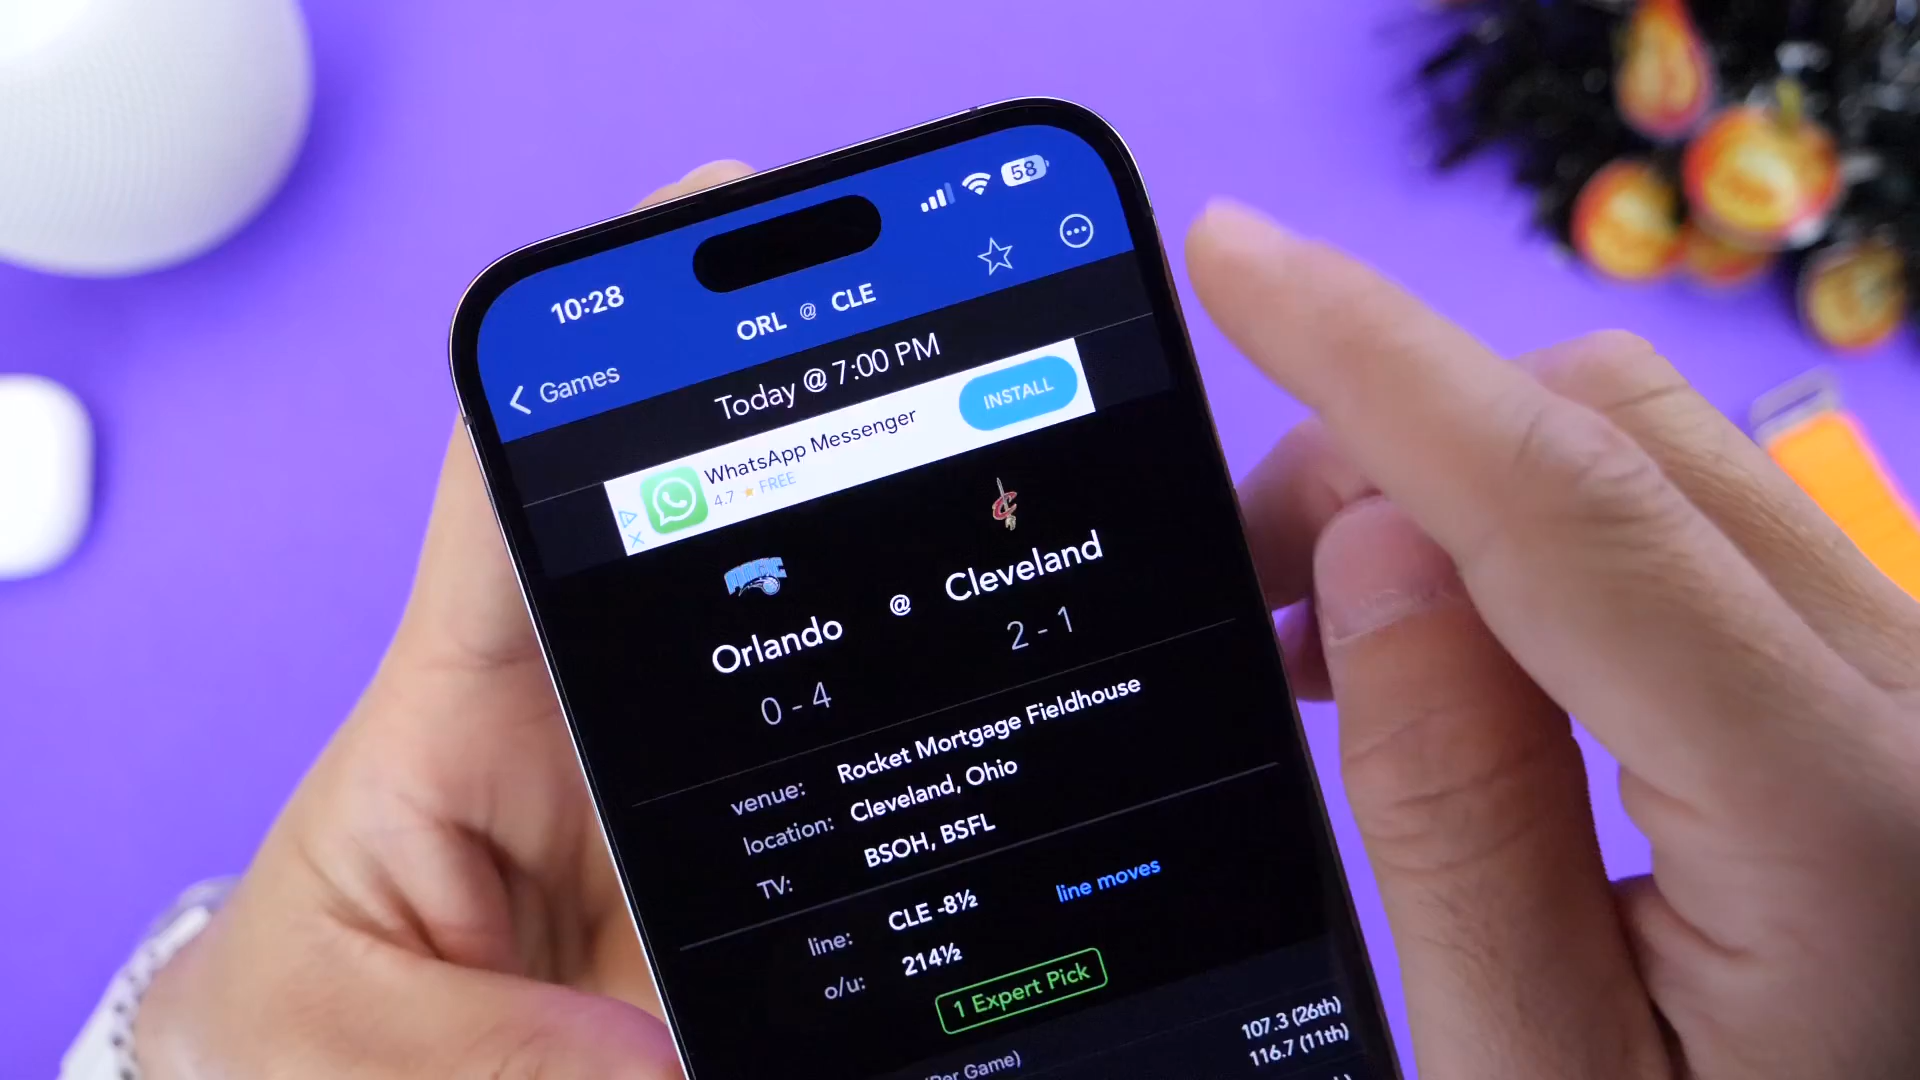 10:28
58
Games
ORL @ CLE
Today @ 7:00 PM
WhatsApp Messenger
4.7 ★ FREE
INSTALL
MAGIC
C
Orlando @ Cleveland
0 - 4
2 - 1
venue: Rocket Mortgage Fieldhouse
location: Cleveland, Ohio
TV: BSOH, BSFL
line: CLE -8½ line moves
o/u: 214½
1 Expert Pick
Per Game)
107.3 (26th)
116.7 (11th)